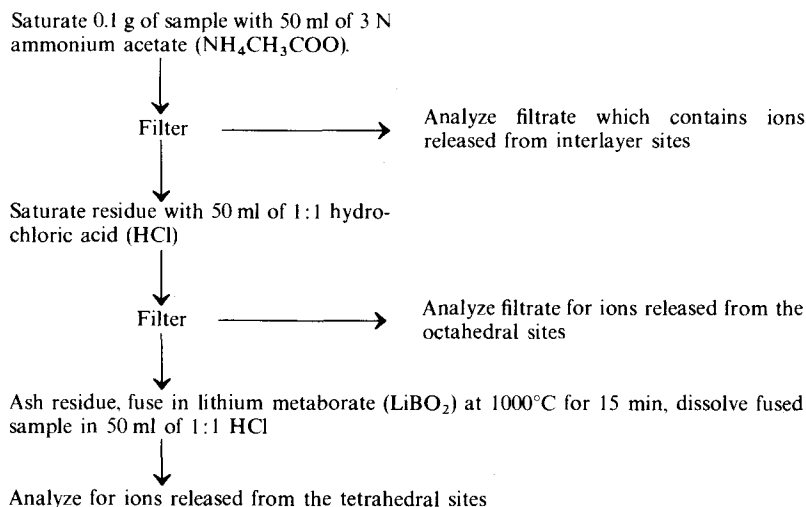 Saturate 0.1 g of sample with 50 ml of 3 N
ammonium acetate (NH₄CH₃COO).
Filter
Analyze filtrate which contains ions
released from interlayer sites
Saturate residue with 50 ml of 1:1 hydro-
chloric acid (HCl)
Filter
Analyze filtrate for ions released from the
octahedral sites
Ash residue, fuse in lithium metaborate (LiBO₂) at 1000°C for 15 min, dissolve fused
sample in 50 ml of 1:1 HCl
Analyze for ions released from the tetrahedral sites